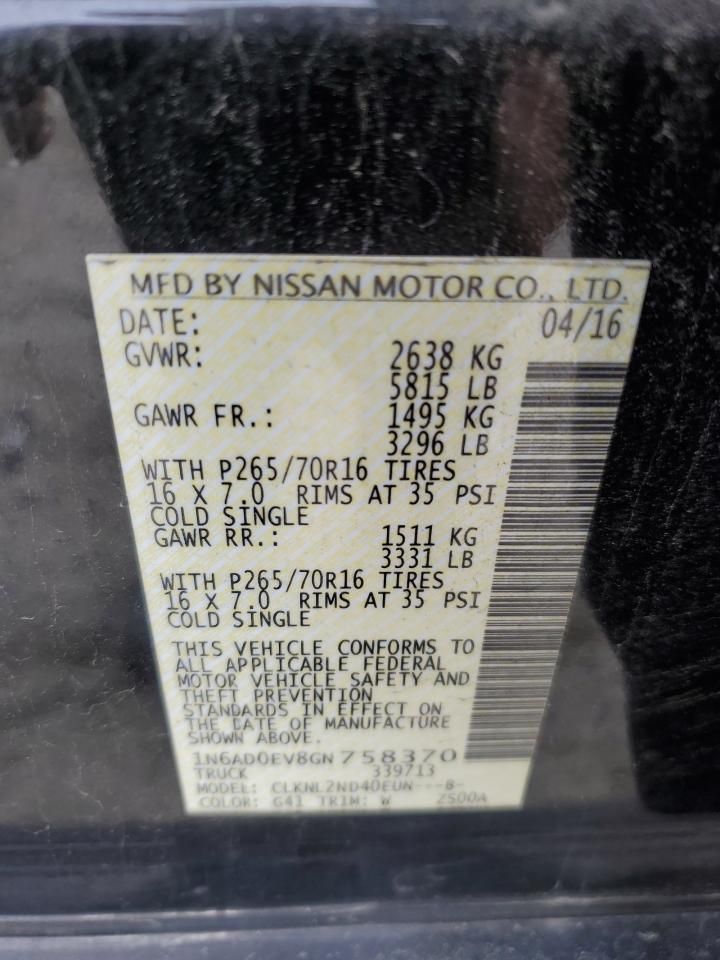 MFD BY NISSAN MOTOR CO., LTD.
DATE: 04/16
GVWR: 2638 KG
5815 LB
GAWR FR.: 1495 KG
3296 LB
WITH P265/70R16 TIRES
16 X 7.0 RIMS AT 35 PSI
COLD SINGLE
GAWR RR.: 1511 KG
3331 LB
WITH P265/70R16 TIRES
16 X 7.0 RIMS AT 35 PSI
COLD SINGLE
THIS VEHICLE CONFORMS TO
ALL APPLICABLE FEDERAL
MOTOR VEHICLE SAFETY AND
THEFT PREVENTION
STANDARDS IN EFFECT ON
THE DATE OF MANUFACTURE
SHOWN ABOVE.
1N6AD0EV8GN758370
TRUCK 339713
MODEL: CLKNL2ND40EUN---8-
COLOR: G41 TRIM: W ZS00A